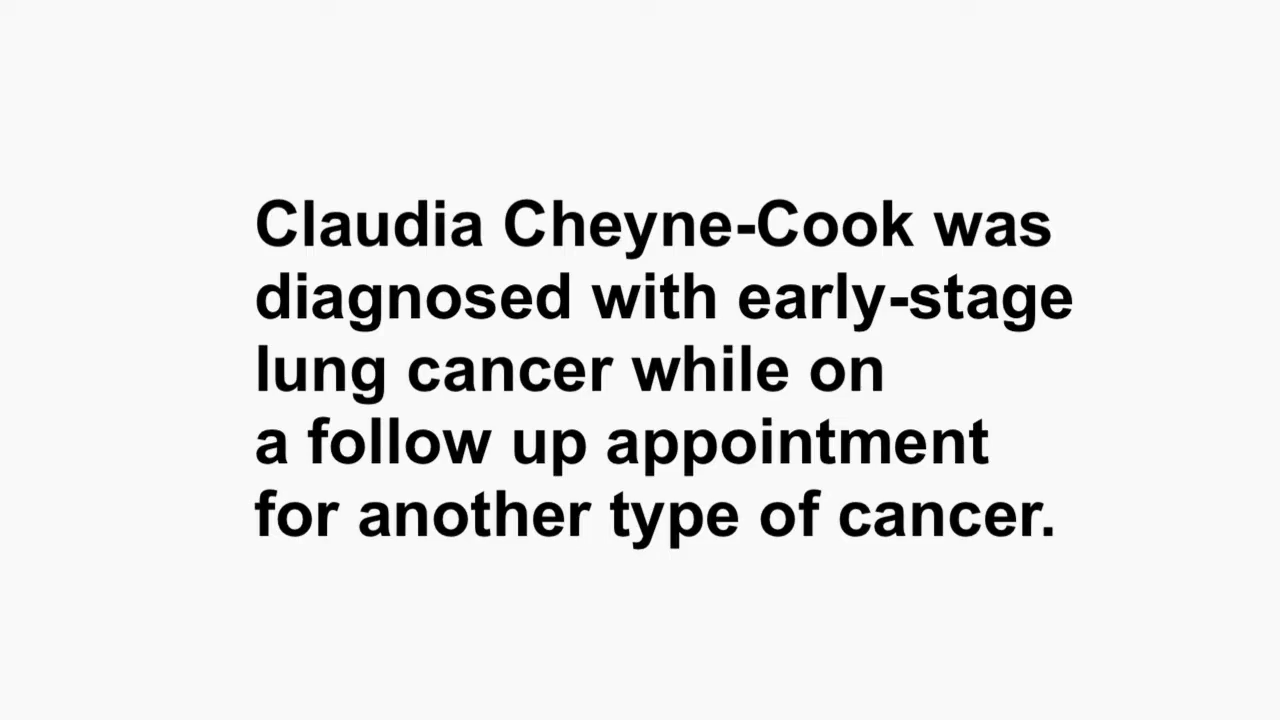 Claudia Cheyne-Cook was
diagnosed with early-stage
lung cancer while on
a follow up appointment
for another type of cancer.